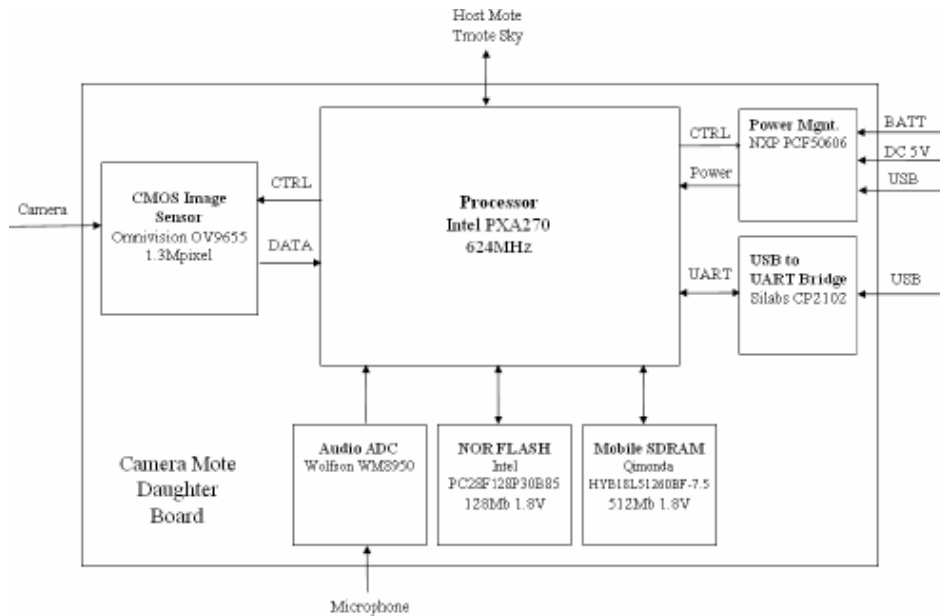 Host Mote
Tmote Sky
CTRL
Power Mgnt.
NXP PCF50606
BATT
DC 5V
USB
Power
Camera
CMOS Image
Sensor
Omnivision OV9655
1.3Mpixel
CTRL
DATA
Processor
Intel PXA270
624MHz
UART
USB to
UART Bridge
Silabs CP2102
USB
Camera Mote
Daughter
Board
Audio ADC
Wolfson WM8950
NOR FLASH
Intel
PC28F128P30B85
128Mb 1.8V
Mobile SDRAM
Qimonda
HYB18L51260BF-7.5
512Mb 1.8V
Microphone